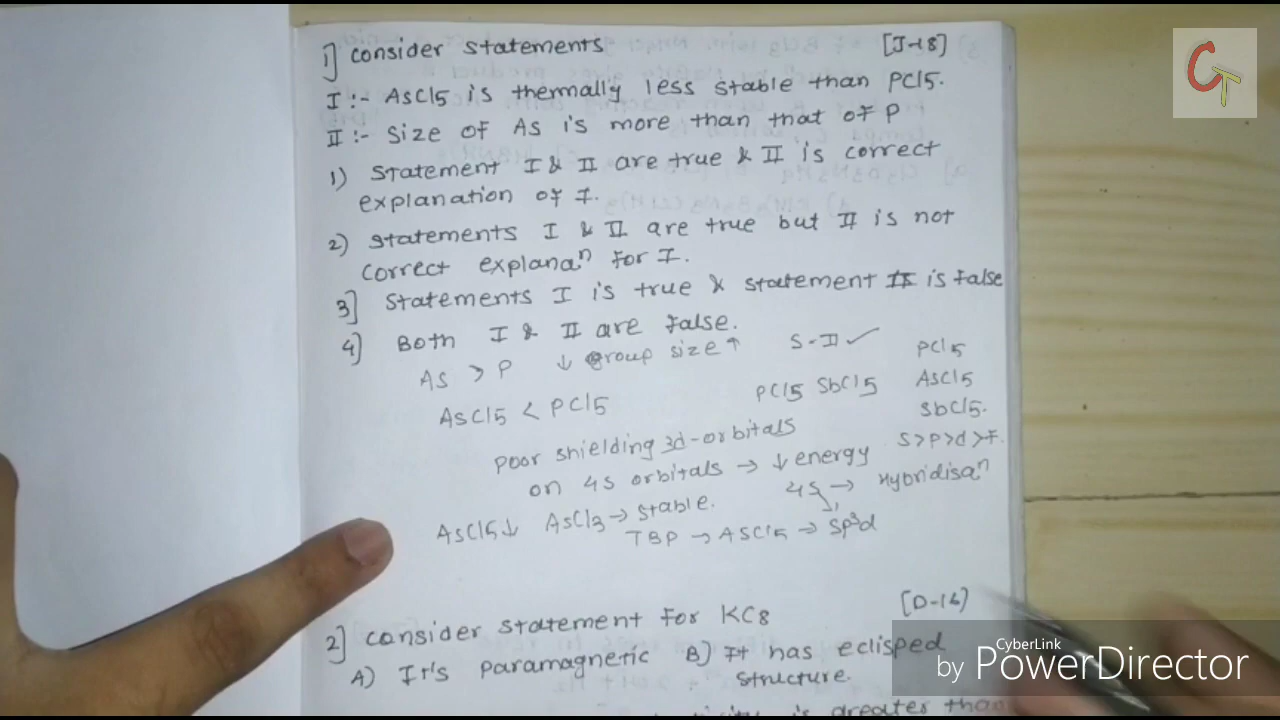 1] Consider statements [J-18]
I :- AsCl5 is thermally less stable than PCl5.
II :- Size of As is more than that of P
1) Statement I & II are true & II is correct
explanation of I.
2) Statements I & II are true but II is not
correct explanaⁿ for I.
3] Statements I is true & statement II is false
4] Both I & II are false.
As > P ↓ group size ↑ S-II ✓
PCl5
AsCl5 < PCl5 PCl5 SbCl5 AsCl5
SbCl5.
Poor shielding 3d-orbitals S>P>d>f.
on 4s orbitals → ↓ energy
4s → Hybridisaⁿ
AsCl5↓ AsCl3 → stable.
TBP → AsCl5 → sp3d
2] Consider statement for KC8 [D-16]
A) It's paramagnetic B) It has eclisped
structure.
is greater than
CT
CyberLink
by PowerDirector